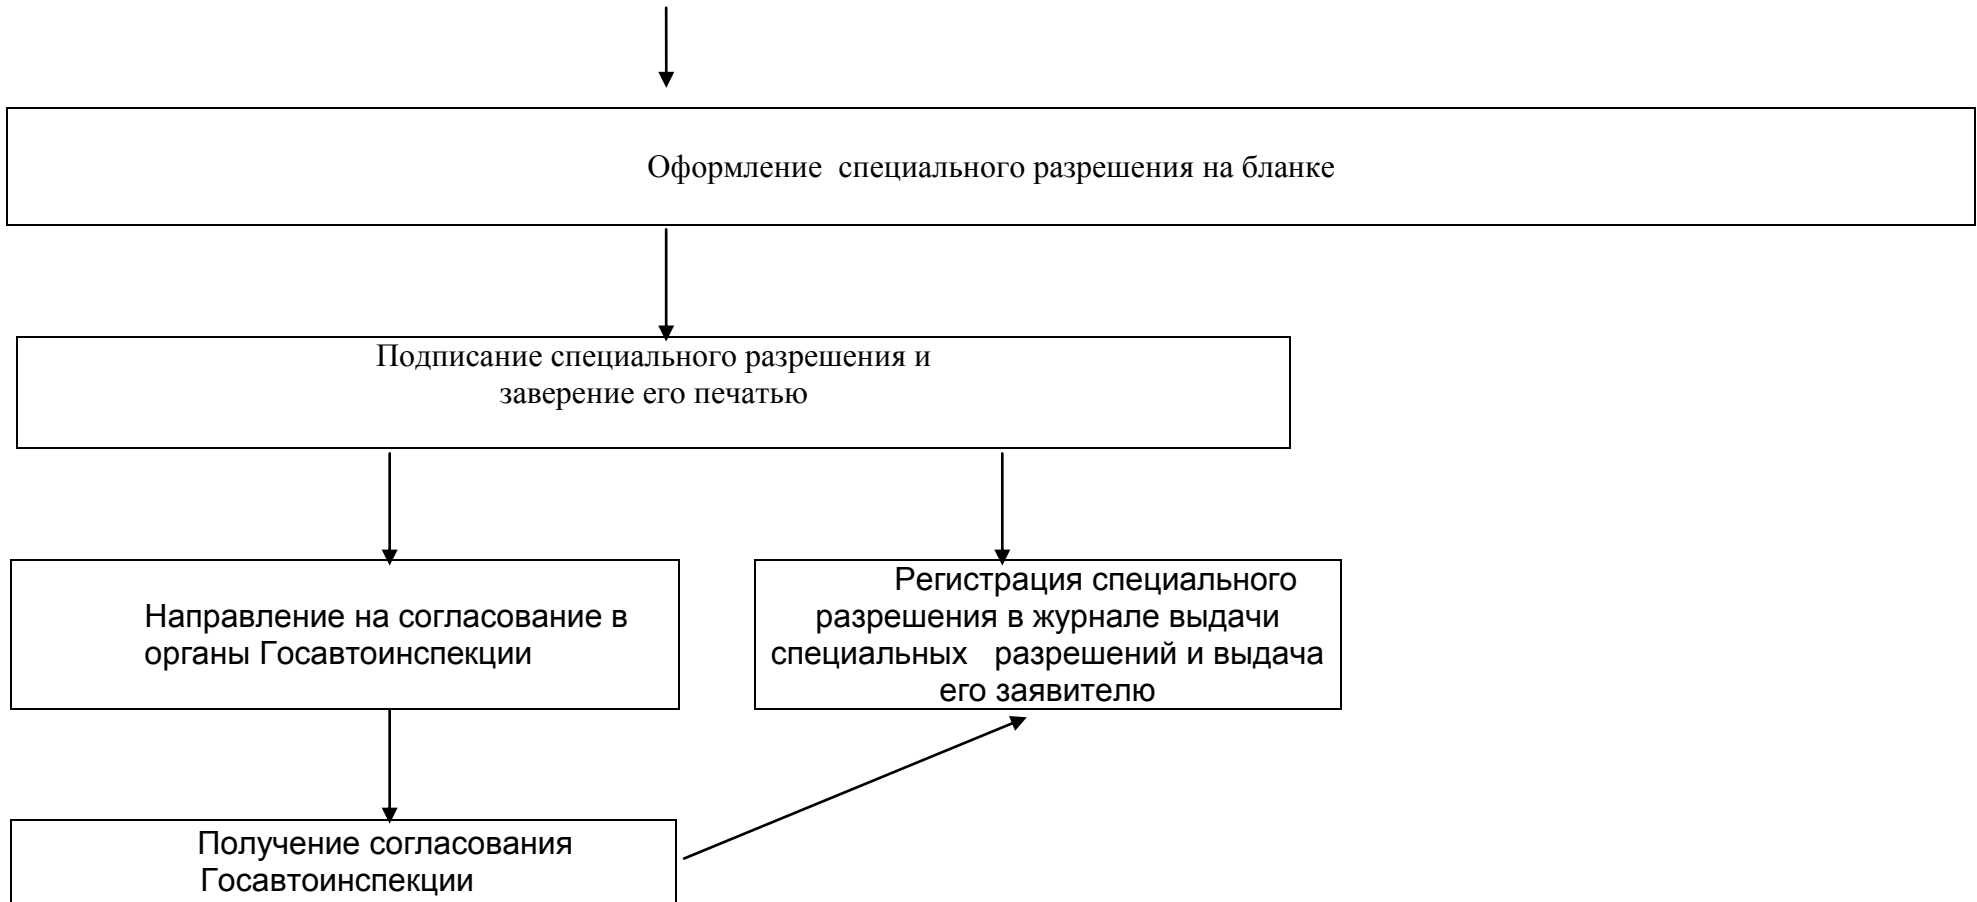 Оформление  специального разрешения на бланке
Подписание специального разрешения и
заверение его печатью
Направление на согласование в
органы Госавтоинспекции
Регистрация специального
разрешения в журнале выдачи
специальных   разрешений и выдача
его заявителю
Получение согласования
Госавтоинспекции